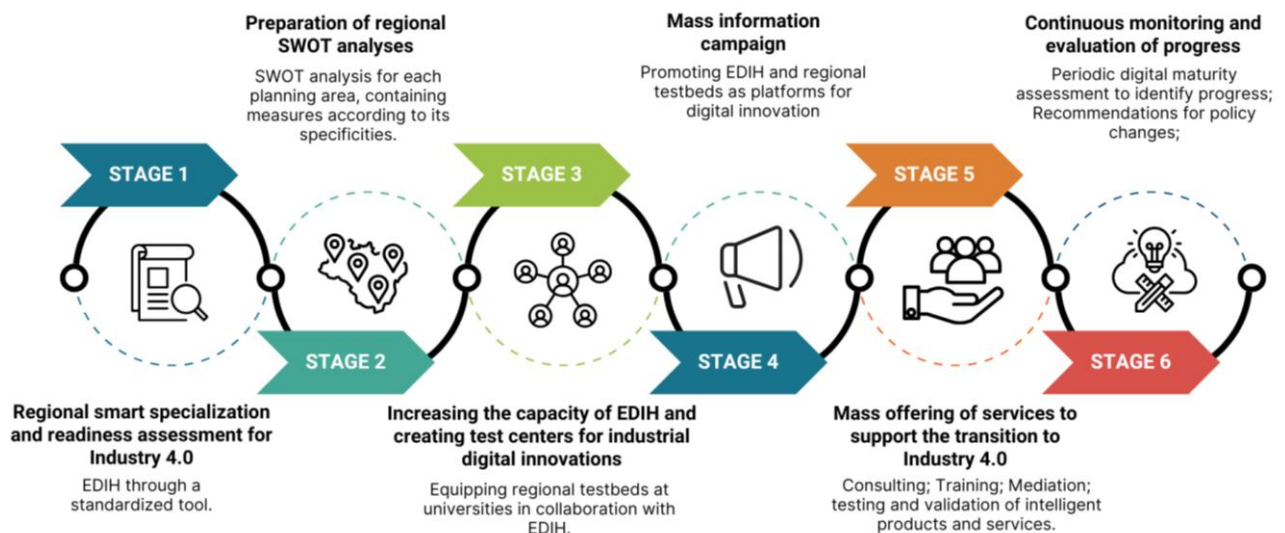 Preparation of regional
SWOT analyses
SWOT analysis for each
planning area, containing
measures according to its
specificities.
Mass information
campaign
Promoting EDIH and regional
testbeds as platforms for
digital innovation
Continuous monitoring and
evaluation of progress
Periodic digital maturity
assessment to identify progress;
Recommendations for policy
changes;
STAGE 1
STAGE 3
STAGE 5
STAGE 2
STAGE 4
STAGE 6
Regional smart specialization
and readiness assessment for
Industry 4.0
EDIH through a
standardized tool.
Increasing the capacity of EDIH and
creating test centers for industrial
digital innovations
Equipping regional testbeds at
universities in collaboration with
EDIH.
Mass offering of services to
support the transition to
Industry 4.0
Consulting; Training; Mediation;
testing and validation of intelligent
products and services.